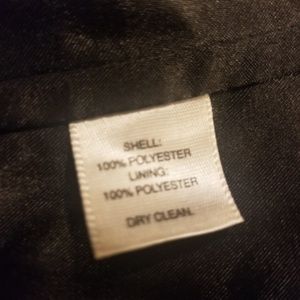 SHELL:
100% POLYESTER
LINING:
100% POLYESTER
DRY CLEAN.